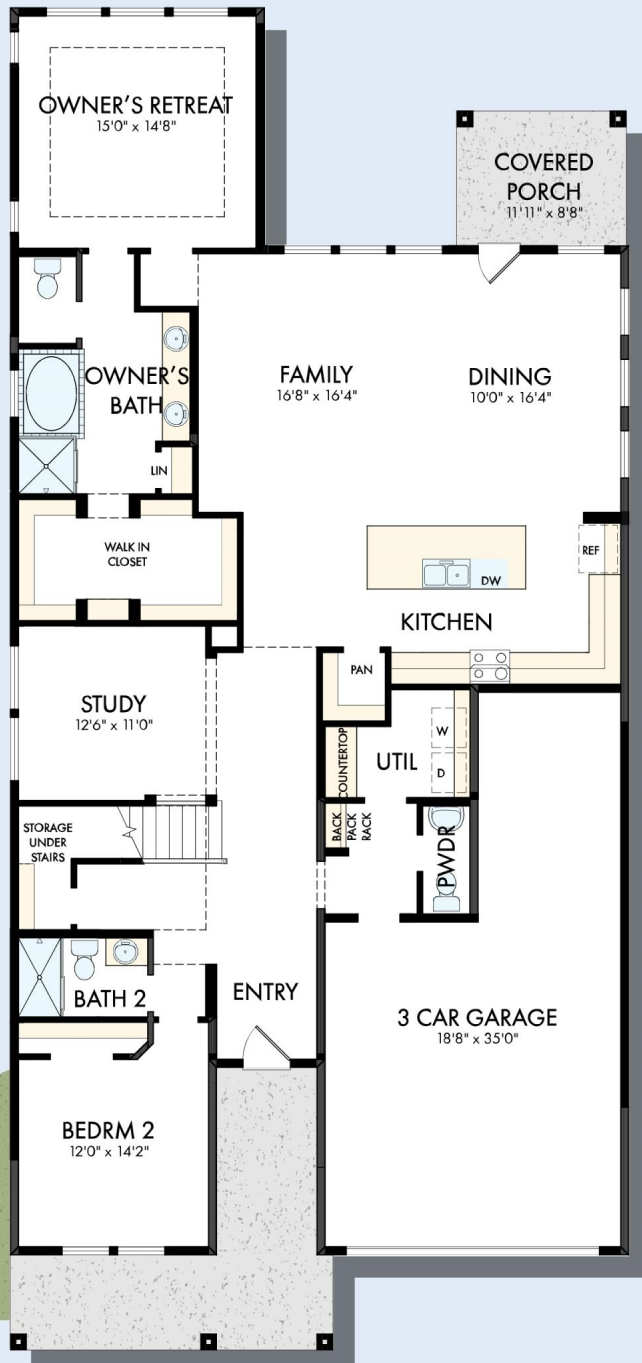 OWNER'S RETREAT
15'0" x 14'8"
COVERED
PORCH
11'11" x 8'8"
OWNER'S
BATH
FAMILY
16'8" x 16'4"
DINING
10'0" x 16'4"
LIN
WALK IN
CLOSET
REF
DW
KITCHEN
PAN
STUDY
12'6" x 11'0"
COUNTERTOP
UTIL
W
D
STORAGE
UNDER
STAIRS
BACK
PACK
RACK
PWDR
BATH 2
ENTRY
3 CAR GARAGE
18'8" x 35'0"
BEDRM 2
12'0" x 14'2"